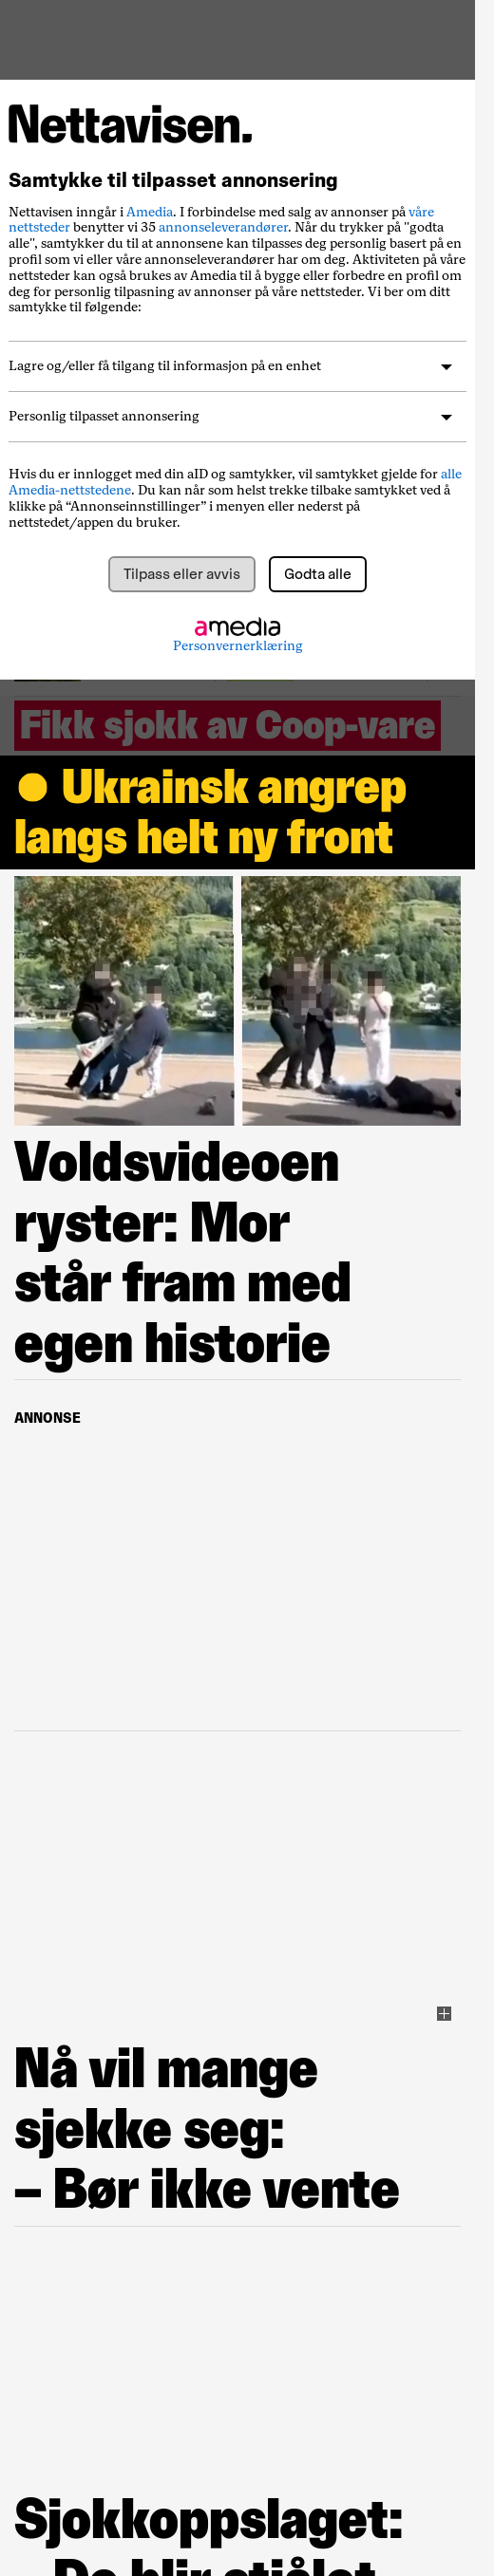 Nettavisen.
Samtykke til tilpasset annonsering
Nettavisen inngår i Amedia. I forbindelse med salg av annonser på våre
nettsteder benytter vi 35 annonseleverandører. Når du trykker på "godta
alle", samtykker du til at annonsene kan tilpasses deg personlig basert på en
profil som vi eller våre annonseleverandører har om deg. Aktiviteten på våre
nettsteder kan også brukes av Amedia til å bygge eller forbedre en profil om
deg for personlig tilpasning av annonser på våre nettsteder. Vi ber om ditt
samtykke til følgende:
Lagre og/eller få tilgang til informasjon på en enhet
Personlig tilpasset annonsering
Hvis du er innlogget med din aID og samtykker, vil samtykket gjelde for alle
Amedia-nettstedene. Du kan når som helst trekke tilbake samtykket ved å
klikke på “Annonseinnstillinger” i menyen eller nederst på
nettstedet/appen du bruker.
Tilpass eller avvis
Godta alle
amedia
Personvernerklæring
Fikk sjokk av Coop-vare
Ukrainsk angrep
langs helt ny front
Voldsvideoen
ryster: Mor
står fram med
egen historie
ANNONSE
Nå vil mange
sjekke seg:
– Bør ikke vente
Sjokkoppslaget:
– De blir stjålet